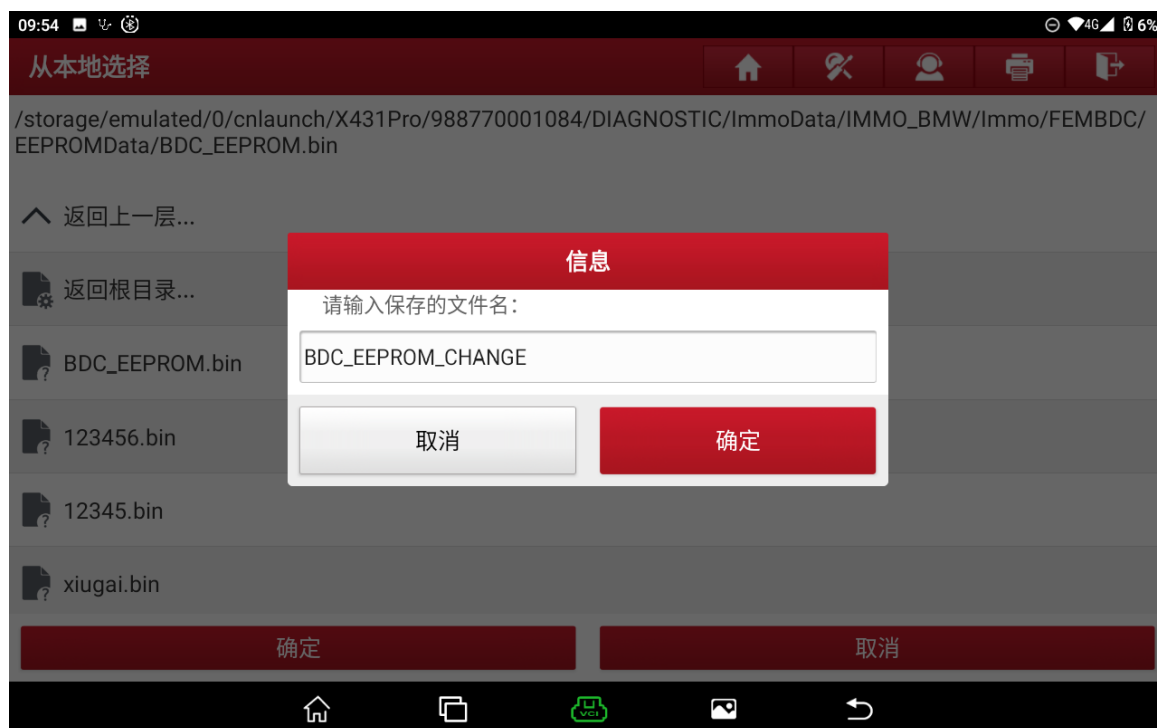 09:54
4G
6%
从本地选择
/storage/emulated/0/cnlaunch/X431Pro/988770001084/DIAGNOSTIC/ImmoData/IMMO_BMW/Immo/FEMBDC/
EEPROMData/BDC_EEPROM.bin
返回上一层...
返回根目录...
BDC_EEPROM.bin
123456.bin
12345.bin
xiugai.bin
信息
请输入保存的文件名:
BDC_EEPROM_CHANGE
取消
确定
确定
取消
VCI